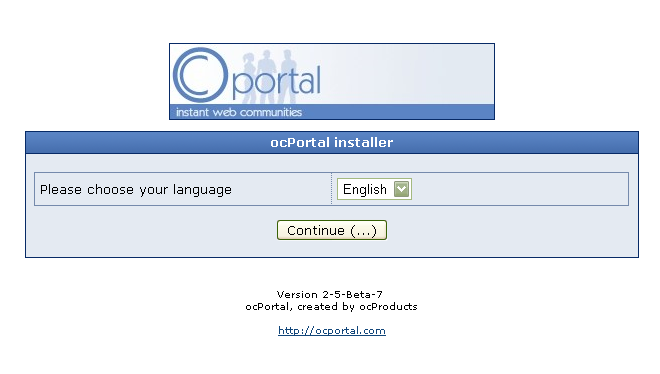 ocportal
instant web communities
ocPortal installer
Please choose your language English
Continue (...)
Version 2-5-Beta-7
ocPortal, created by ocProducts
http://ocportal.com